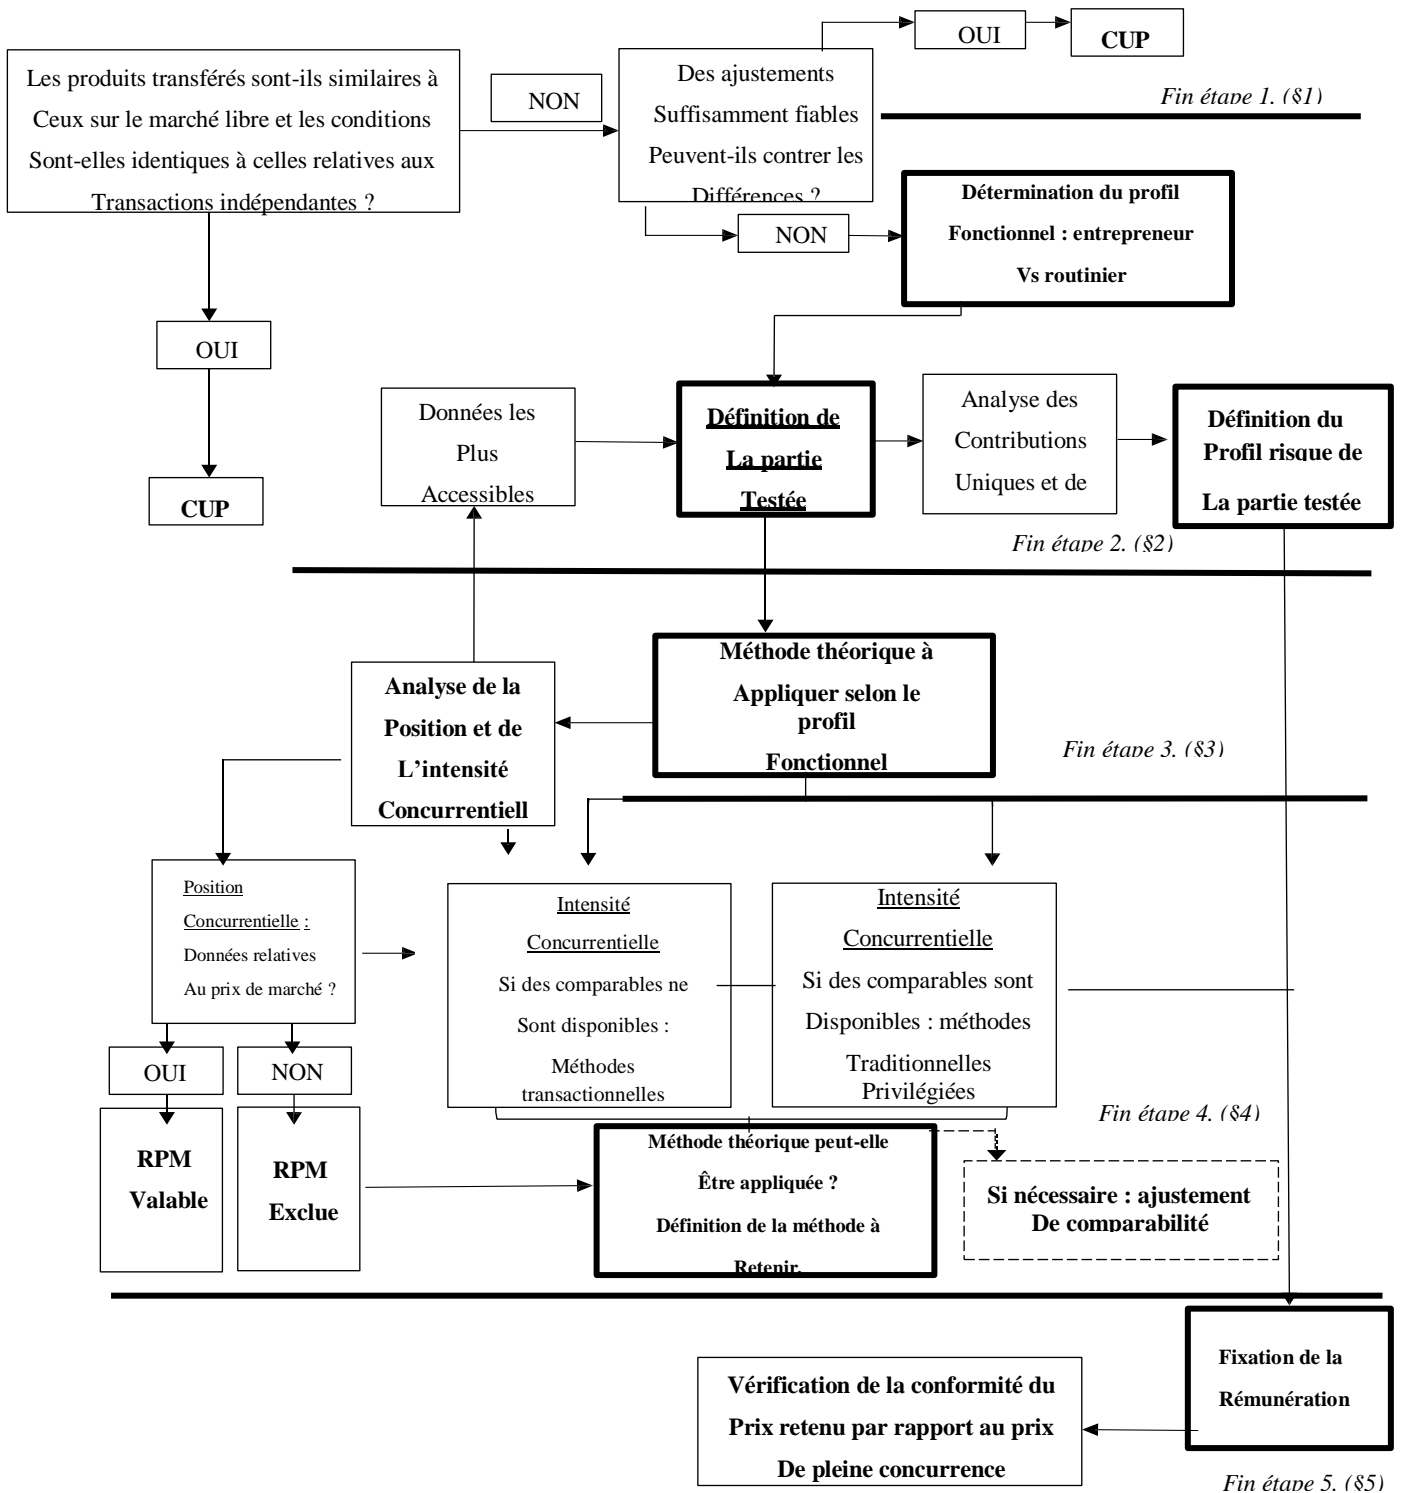 Les produits transférés sont-ils similaires à
Ceux sur le marché libre et les conditions
Sont-elles identiques à celles relatives aux
Transactions indépendantes ?
NON
Des ajustements
Suffisamment fiables
Peuvent-ils contrer les
Différences ?
OUI
CUP
Fin étape 1. (§1)
NON
Détermination du profil
Fonctionnel : entrepreneur
Vs routinier
OUI
CUP
Données les
Plus
Accessibles
Définition de
La partie
Testée
Analyse des
Contributions
Uniques et de
Définition du
Profil risque de
La partie testée
Fin étape 2. (§2)
Méthode théorique à
Appliquer selon le
profil
Fonctionnel
Analyse de la
Position et de
L’intensité
Concurrentiell
Fin étape 3. (§3)
Position
Concurrentielle :
Données relatives
Au prix de marché ?
Intensité
Concurrentielle
Si des comparables ne
Sont disponibles :
Méthodes
transactionnelles
Intensité
Concurrentielle
Si des comparables sont
Disponibles : méthodes
Traditionnelles
Privilégiées
OUI
NON
RPM
Valable
RPM
Exclue
Fin étape 4. (§4)
Méthode théorique peut-elle
Être appliquée ?
Définition de la méthode à
Retenir.
Si nécessaire : ajustement
De comparabilité
Fixation de la
Rémunération
Vérification de la conformité du
Prix retenu par rapport au prix
De pleine concurrence
Fin étape 5. (§5)